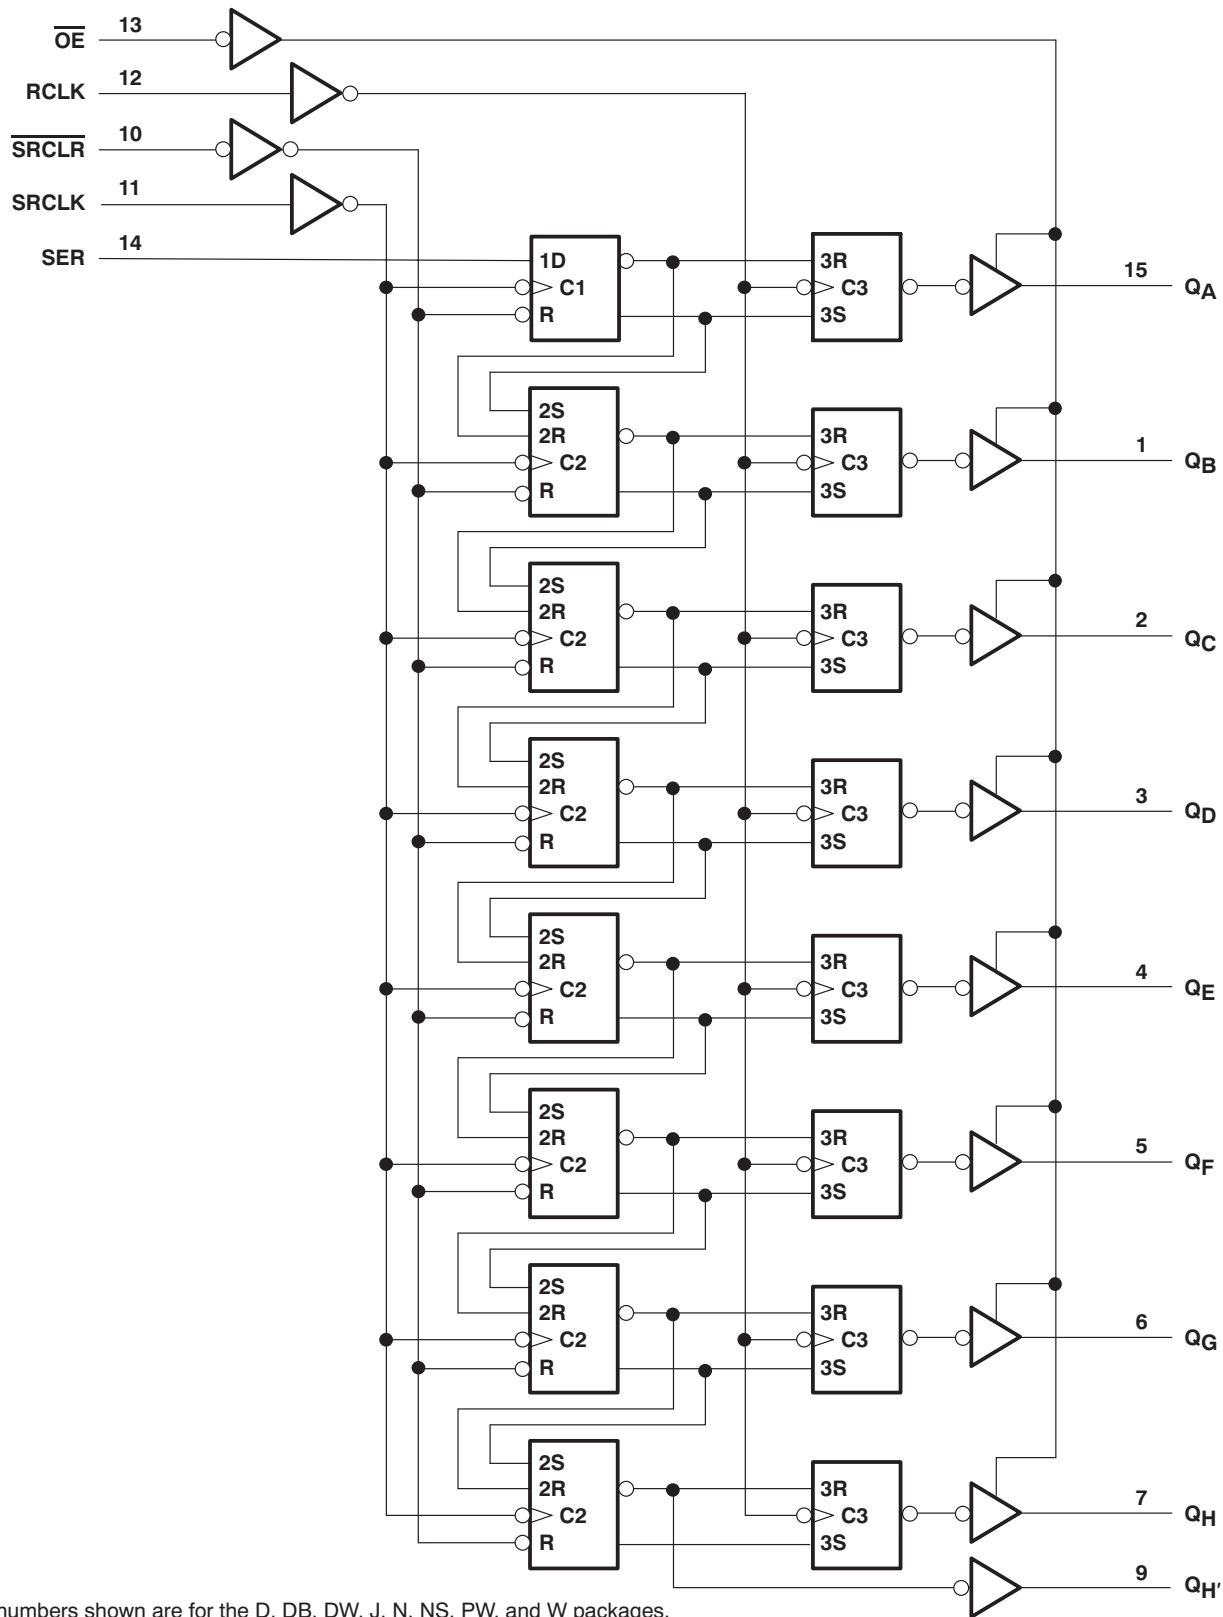 OE 13
RCLK 12
SRCLR 10
SRCLK 11
SER 14
1D
C1
R
3R
C3
3S
15 QA
2S
2R
C2
R
3R
C3
3S
1 QB
2S
2R
C2
R
3R
C3
3S
2 QC
2S
2R
C2
R
3R
C3
3S
3 QD
2S
2R
C2
R
3R
C3
3S
4 QE
2S
2R
C2
R
3R
C3
3S
5 QF
2S
2R
C2
R
3R
C3
3S
6 QG
2S
2R
C2
R
3R
C3
3S
7 QH
9 QH′
numbers shown are for the D, DB, DW, J, N, NS, PW, and W packages.